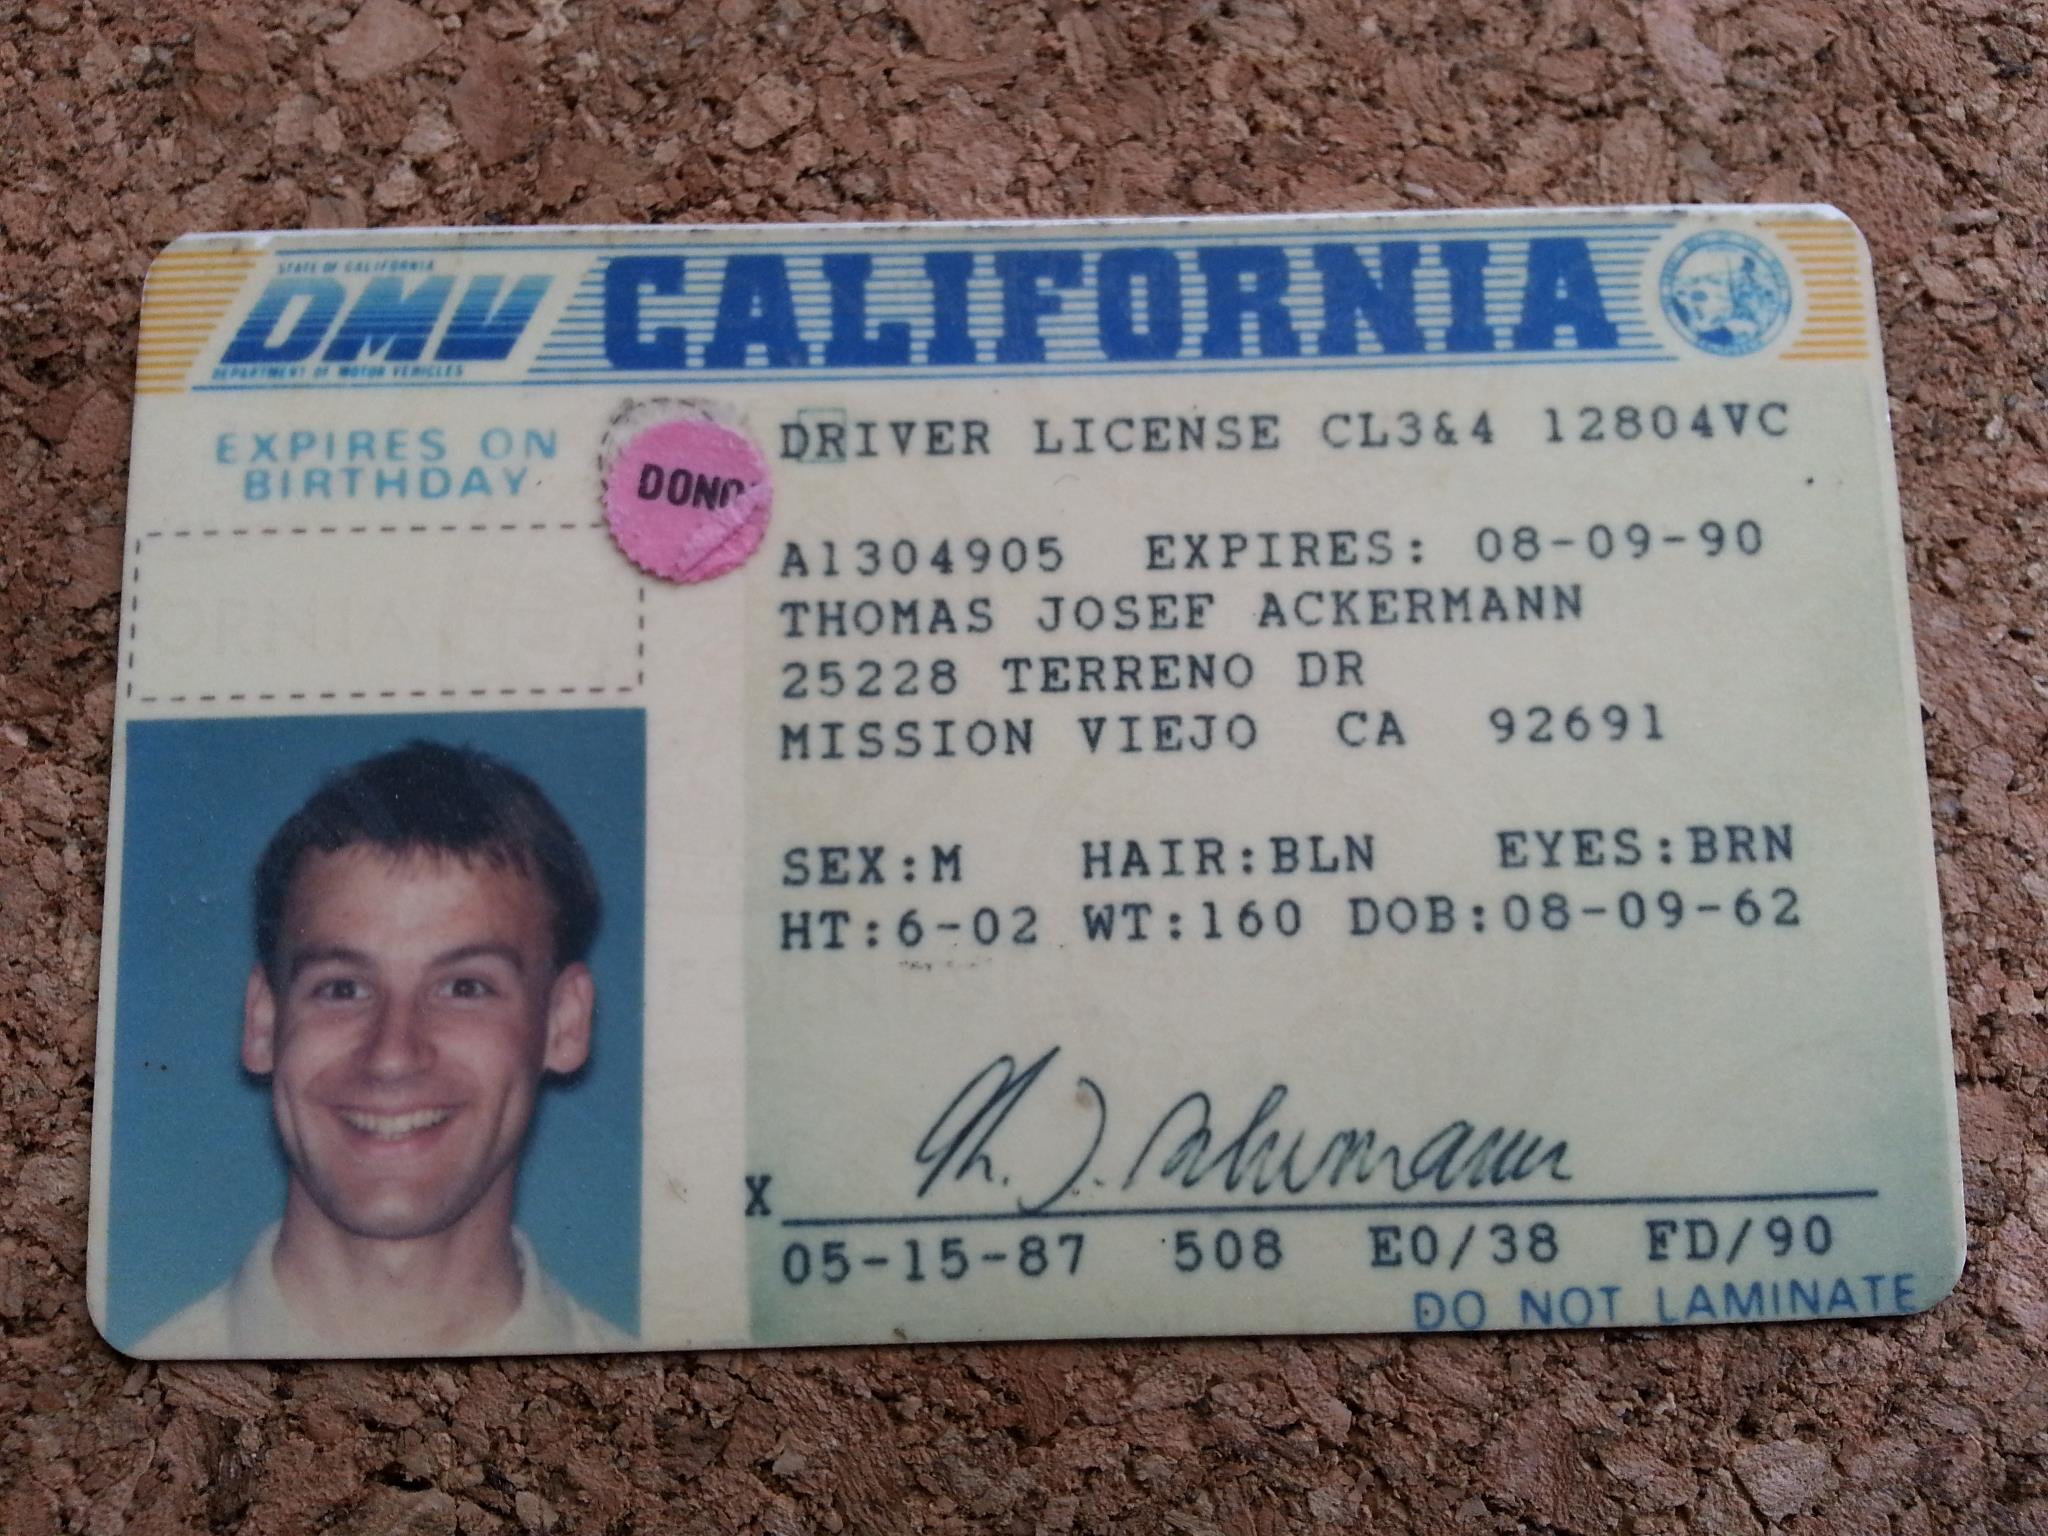 STATE OF CALIFORNIA
DMV
DEPARTMENT OF MOTOR VEHICLES
CALIFORNIA
EXPIRES ON
BIRTHDAY
DRIVER LICENSE CL3&4 12804VC
A1304905 EXPIRES: 08-09-90
THOMAS JOSEF ACKERMANN
25228 TERRENO DR
MISSION VIEJO CA 92691
SEX:M HAIR:BLN EYES:BRN
HT:6-02 WT:160 DOB:08-09-62
X
05-15-87 508 E0/38 FD/90
DO NOT LAMINATE